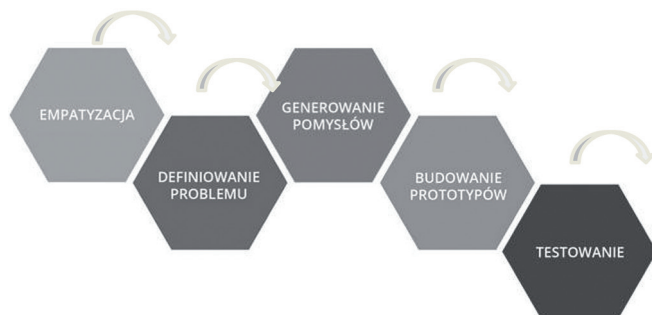 EMPATYZACJA
DEFINIOWANIE
PROBLEMU
GENEROWANIE
POMYSŁÓW
BUDOWANIE
PROTOTYPÓW
TESTOWANIE